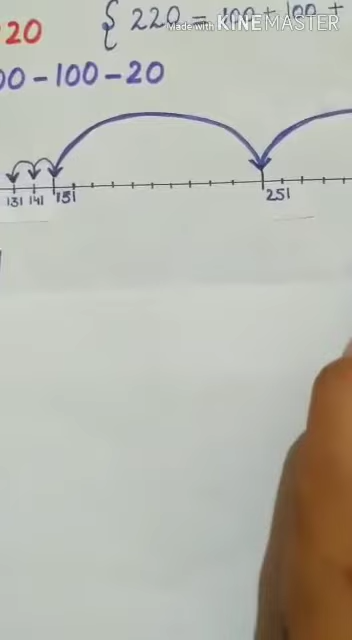 { 220 = 100 + 100 +
Made with KINEMASTER
20
00 - 100 - 20
131 141 151 251